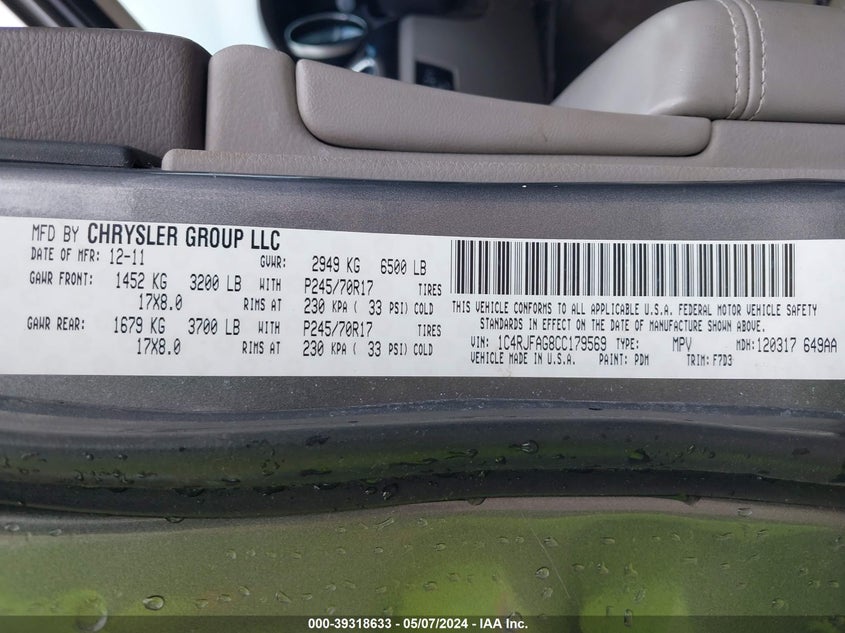 MFD BY CHRYSLER GROUP LLC
DATE OF MFR: 12-11 GVWR: 2949 KG 6500 LB
GAWR FRONT: 1452 KG 3200 LB WITH P245/70R17 TIRES
17X8.0 RIMS AT 230 KPA ( 33 PSI) COLD
GAWR REAR: 1679 KG 3700 LB WITH P245/70R17 TIRES
17X8.0 RIMS AT 230 KPA ( 33 PSI) COLD
THIS VEHICLE CONFORMS TO ALL APPLICABLE U.S.A. FEDERAL MOTOR VEHICLE SAFETY
STANDARDS IN EFFECT ON THE DATE OF MANUFACTURE SHOWN ABOVE.
VIN: 1C4RJFAG8CC179569 TYPE: MPV MDH: 120317 649AA
VEHICLE MADE IN U.S.A. PAINT: PDM TRIM: F7D3
000-39318633 - 05/07/2024 - IAA Inc.